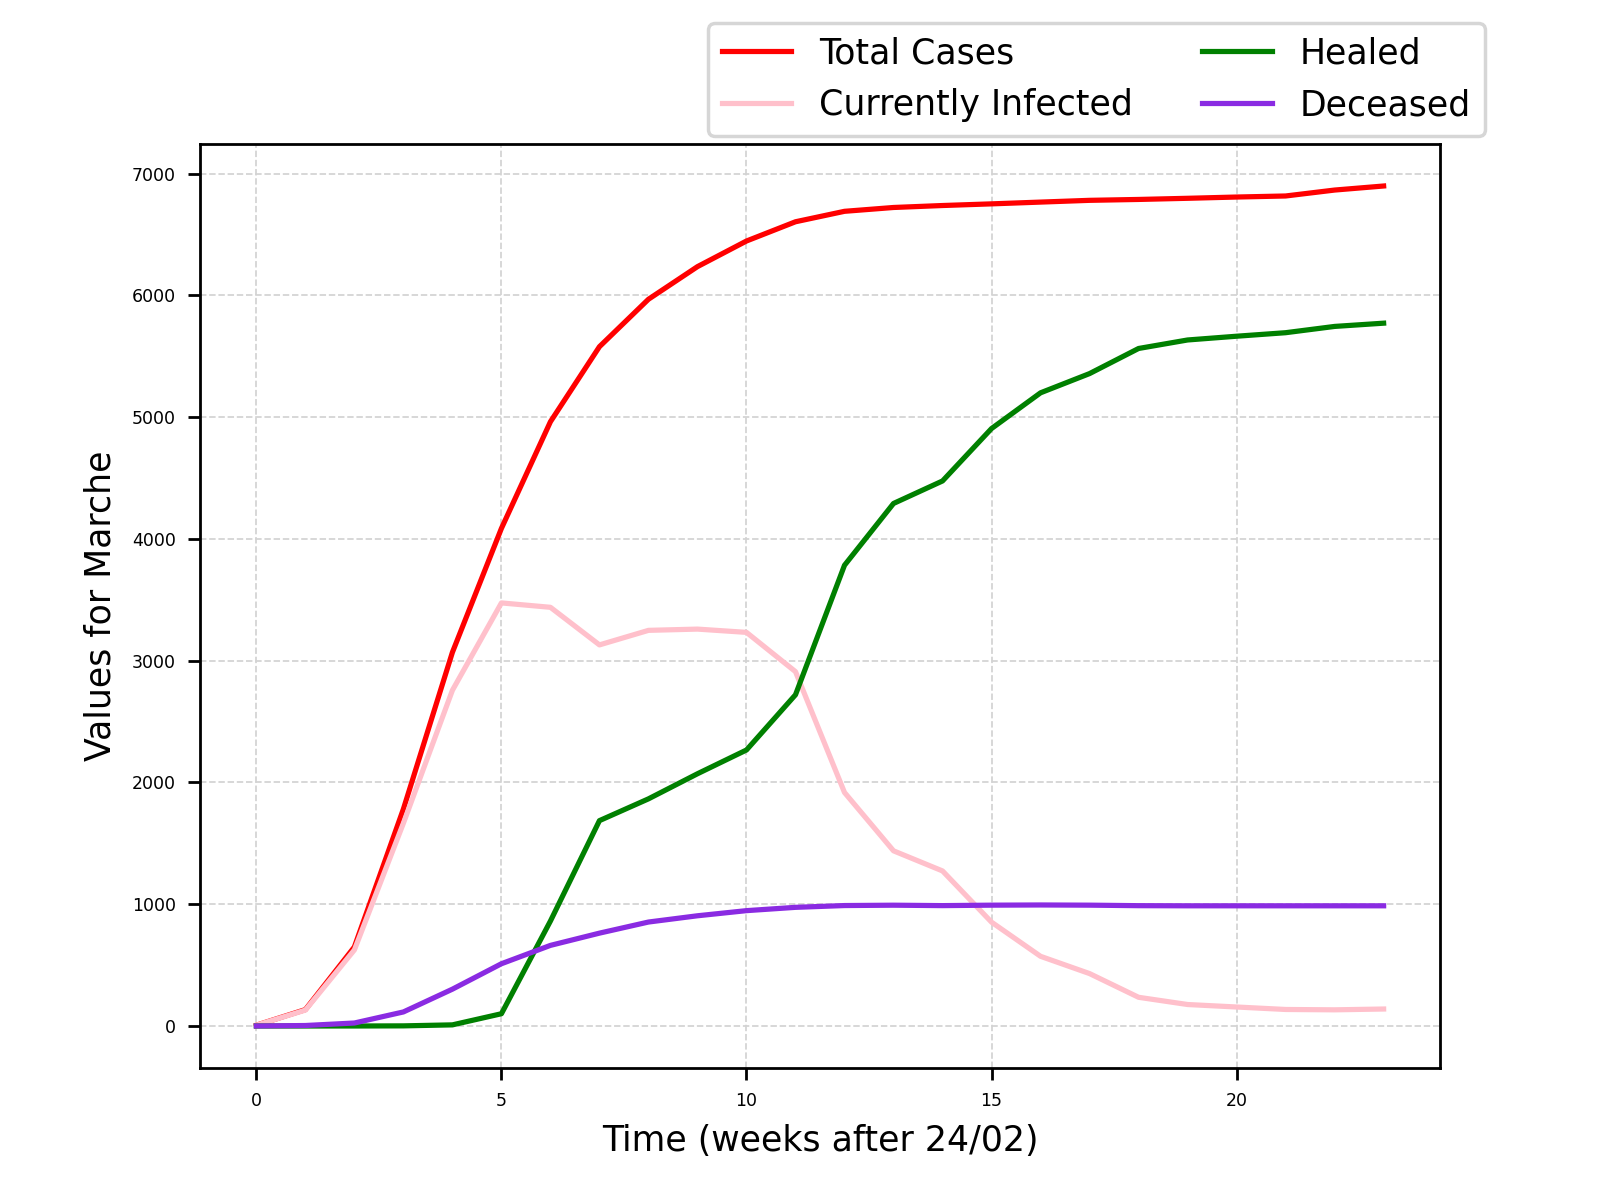 Total Cases
Currently Infected
Healed
Deceased
7000
6000
5000
4000
3000
2000
1000
0
Values for Marche
0 5 10 15 20
Time (weeks after 24/02)